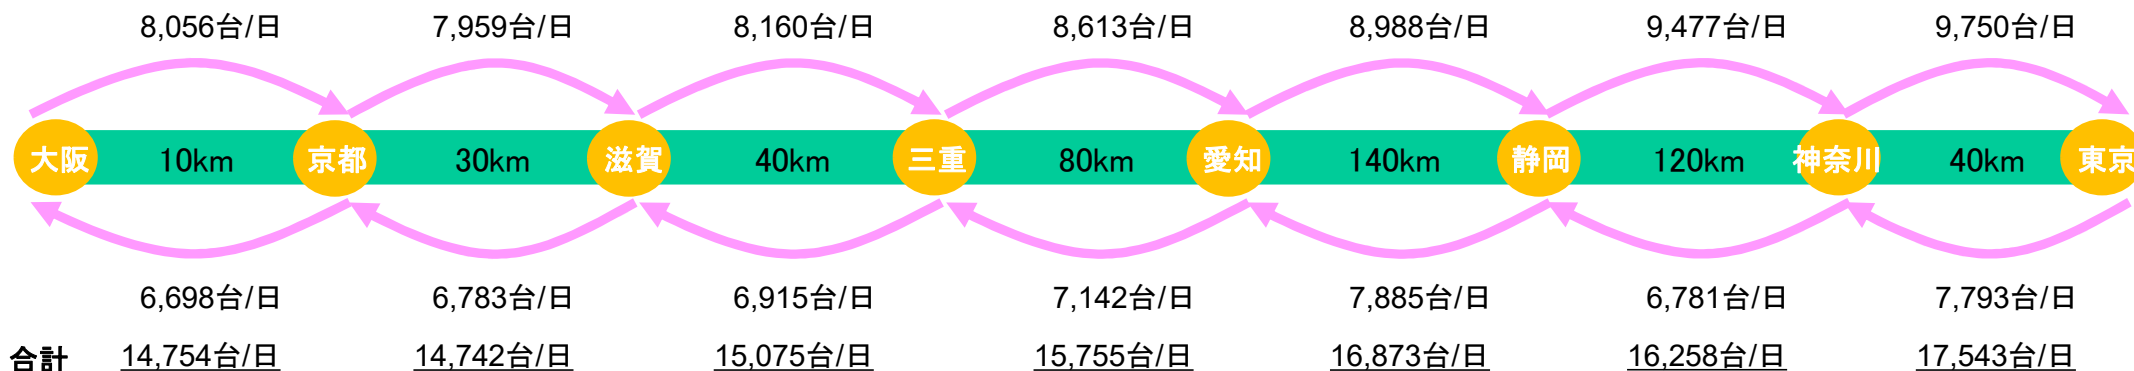 8,056台/日 7,959台/日 8,160台/日 8,613台/日 8,988台/日 9,477台/日 9,750台/日
大阪 10km 京都 30km 滋賀 40km 三重 80km 愛知 140km 静岡 120km 神奈川 40km 東京
6,698台/日 6,783台/日 6,915台/日 7,142台/日 7,885台/日 6,781台/日 7,793台/日
合計 14,754台/日 14,742台/日 15,075台/日 15,755台/日 16,873台/日 16,258台/日 17,543台/日